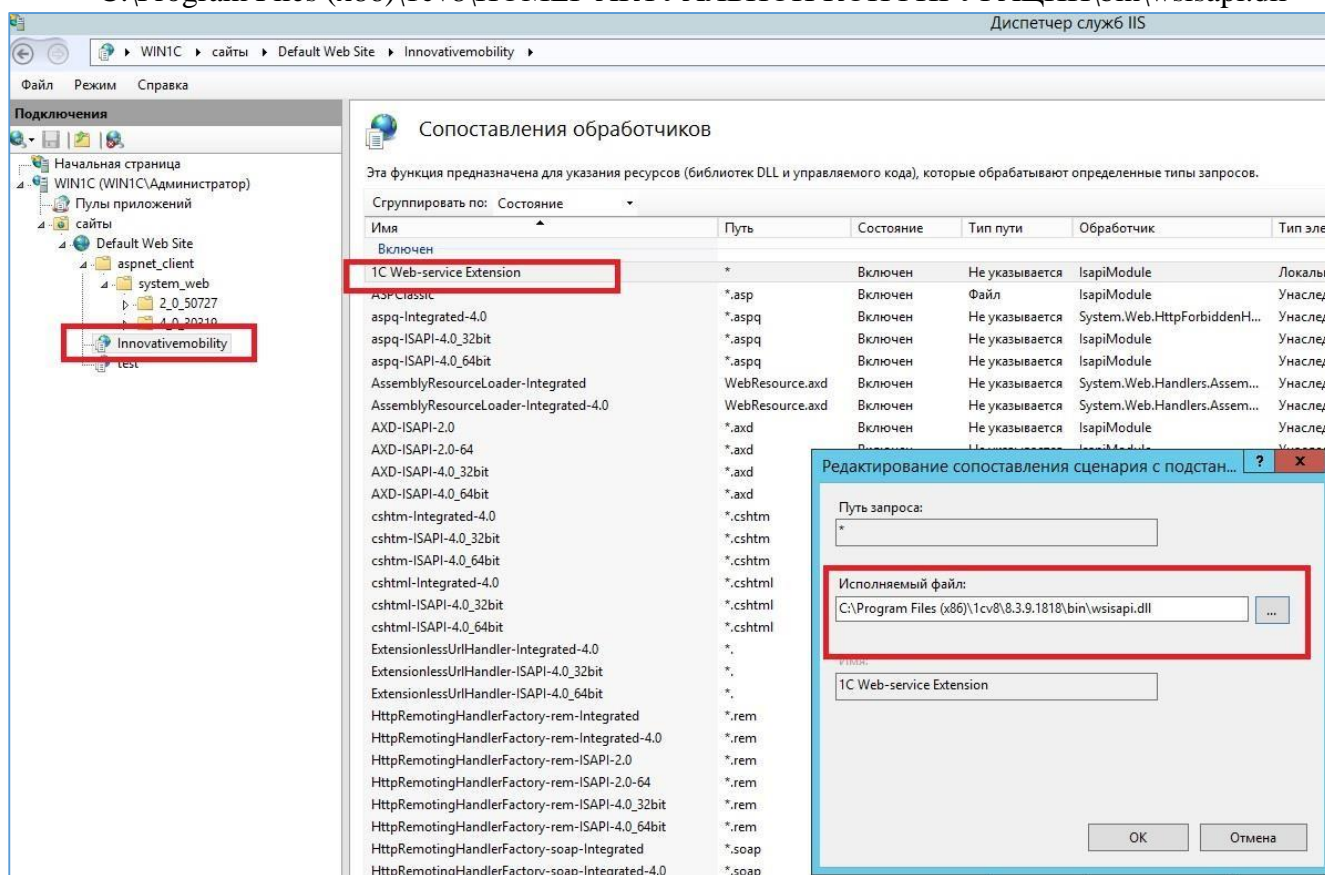 Диспетчер служб IIS
WIN1C ▸ сайты ▸ Default Web Site ▸ Innovativemobility ▸
Файл Режим Справка
Подключения
Начальная страница
WIN1C (WIN1C\Администратор)
Пулы приложений
сайты
Default Web Site
aspnet_client
system_web
2_0_50727
4_0_30319
Innovativemobility
test
Сопоставления обработчиков
Эта функция предназначена для указания ресурсов (библиотек DLL и управляемого кода), которые обрабатывают определенные типы запросов.
Сгруппировать по: Состояние
Имя Путь Состояние Тип пути Обработчик Тип эле
Включен
1C Web-service Extension * Включен Не указывается IsapiModule Локальн
ASPClassic *.asp Включен Файл IsapiModule Унаслед
aspq-Integrated-4.0 *.aspq Включен Не указывается System.Web.HttpForbiddenH... Унаслед
aspq-ISAPI-4.0_32bit *.aspq Включен Не указывается IsapiModule Унаслед
aspq-ISAPI-4.0_64bit *.aspq Включен Не указывается IsapiModule Унаслед
AssemblyResourceLoader-Integrated WebResource.axd Включен Не указывается System.Web.Handlers.Assem... Унаслед
AssemblyResourceLoader-Integrated-4.0 WebResource.axd Включен Не указывается System.Web.Handlers.Assem... Унаслед
AXD-ISAPI-2.0 *.axd Включен Не указывается IsapiModule Унаслед
AXD-ISAPI-2.0-64 *.axd
AXD-ISAPI-4.0_32bit *.axd
AXD-ISAPI-4.0_64bit *.axd
cshtm-Integrated-4.0 *.cshtm
cshtm-ISAPI-4.0_32bit *.cshtm
cshtm-ISAPI-4.0_64bit *.cshtm
cshtml-Integrated-4.0 *.cshtml
cshtml-ISAPI-4.0_32bit *.cshtml
cshtml-ISAPI-4.0_64bit *.cshtml
ExtensionlessUrlHandler-Integrated-4.0 *.
ExtensionlessUrlHandler-ISAPI-4.0_32bit *.
ExtensionlessUrlHandler-ISAPI-4.0_64bit *.
HttpRemotingHandlerFactory-rem-Integrated *.rem
HttpRemotingHandlerFactory-rem-Integrated-4.0 *.rem
HttpRemotingHandlerFactory-rem-ISAPI-2.0 *.rem
HttpRemotingHandlerFactory-rem-ISAPI-2.0-64 *.rem
HttpRemotingHandlerFactory-rem-ISAPI-4.0_32bit *.rem
HttpRemotingHandlerFactory-rem-ISAPI-4.0_64bit *.rem
HttpRemotingHandlerFactory-soap-Integrated *.soap
HttpRemotingHandlerFactory-soap-Integrated-4.0 *.soap
Редактирование сопоставления сценария с подстан... ? x
Путь запроса:
*
Исполняемый файл:
C:\Program Files (x86)\1cv8\8.3.9.1818\bin\wsisapi.dll ...
Имя:
1C Web-service Extension
OK Отмена